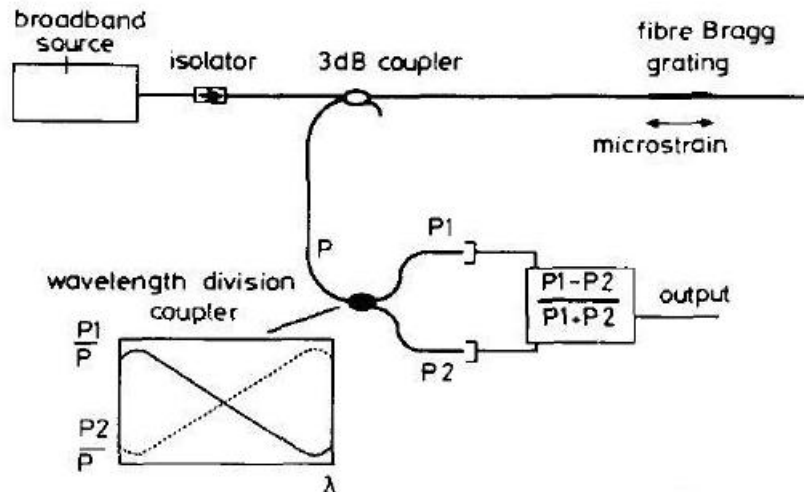 broadband
source
isolator
3dB coupler
fibre Bragg
grating
microstrain
P
P1
P2
wavelength division
coupler
P1-P2
P1+P2
output
P1
P
P2
P
λ